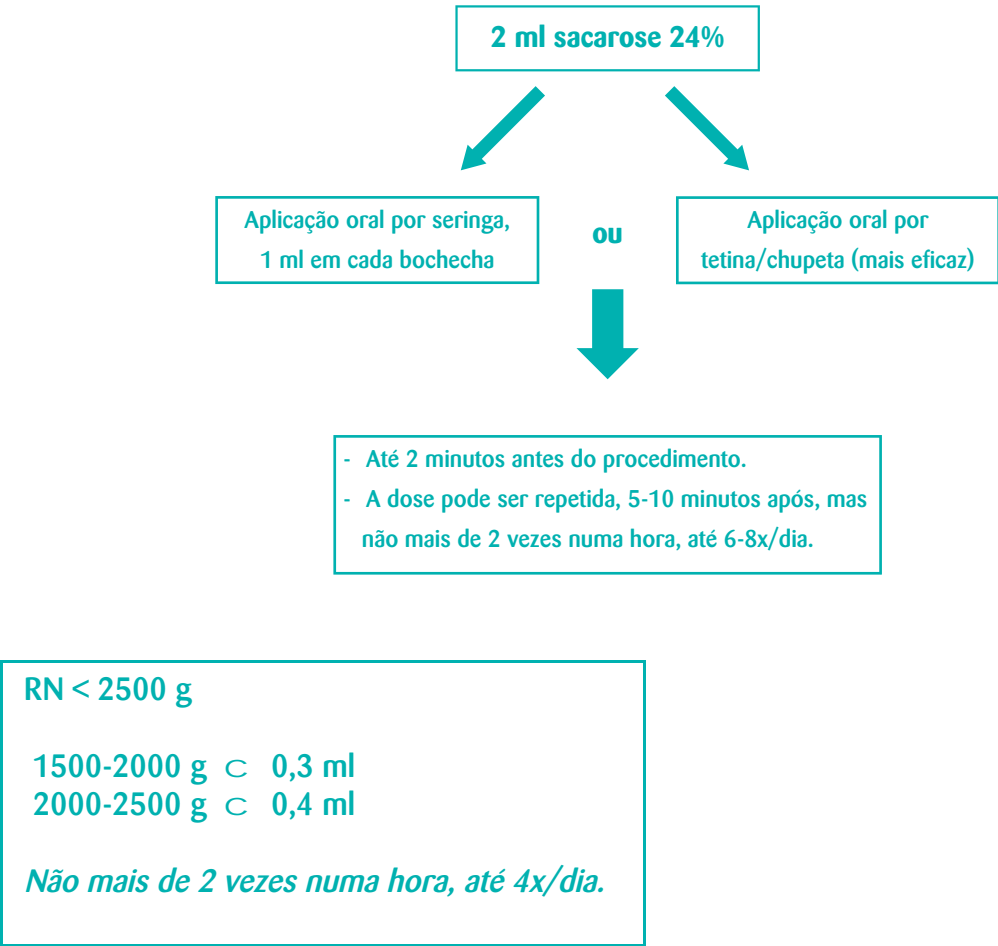 2 ml sacarose 24%
Aplicação oral por seringa,
1 ml em cada bochecha
ou
Aplicação oral por
tetina/chupeta (mais eficaz)
- Até 2 minutos antes do procedimento.
- A dose pode ser repetida, 5-10 minutos após, mas
não mais de 2 vezes numa hora, até 6-8x/dia.
RN < 2500 g
1500-2000 g ⊂ 0,3 ml
2000-2500 g ⊂ 0,4 ml
Não mais de 2 vezes numa hora, até 4x/dia.